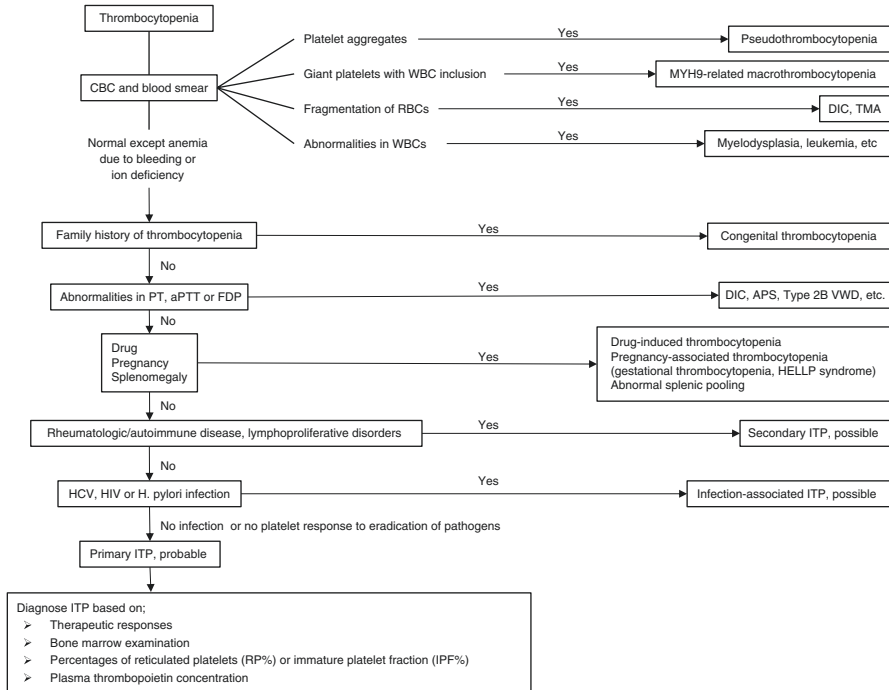 Thrombocytopenia
CBC and blood smear
Platelet aggregates
Yes
Pseudothrombocytopenia
Giant platelets with WBC inclusion
Yes
MYH9-related macrothrombocytopenia
Fragmentation of RBCs
Yes
DIC, TMA
Abnormalities in WBCs
Yes
Myelodysplasia, leukemia, etc
Normal except anemia
due to bleeding or
ion deficiency
Family history of thrombocytopenia
Yes
Congenital thrombocytopenia
No
Abnormalities in PT, aPTT or FDP
Yes
DIC, APS, Type 2B VWD, etc.
No
Drug
Pregnancy
Splenomegaly
Yes
Drug-induced thrombocytopenia
Pregnancy-associated thrombocytopenia
(gestational thrombocytopenia, HELLP syndrome)
Abnormal splenic pooling
No
Rheumatologic/autoimmune disease, lymphoproliferative disorders
Yes
Secondary ITP, possible
No
HCV, HIV or H. pylori infection
Yes
Infection-associated ITP, possible
No infection or no platelet response to eradication of pathogens
Primary ITP, probable
Diagnose ITP based on;
➢ Therapeutic responses
➢ Bone marrow examination
➢ Percentages of reticulated platelets (RP%) or immature platelet fraction (IPF%)
➢ Plasma thrombopoietin concentration